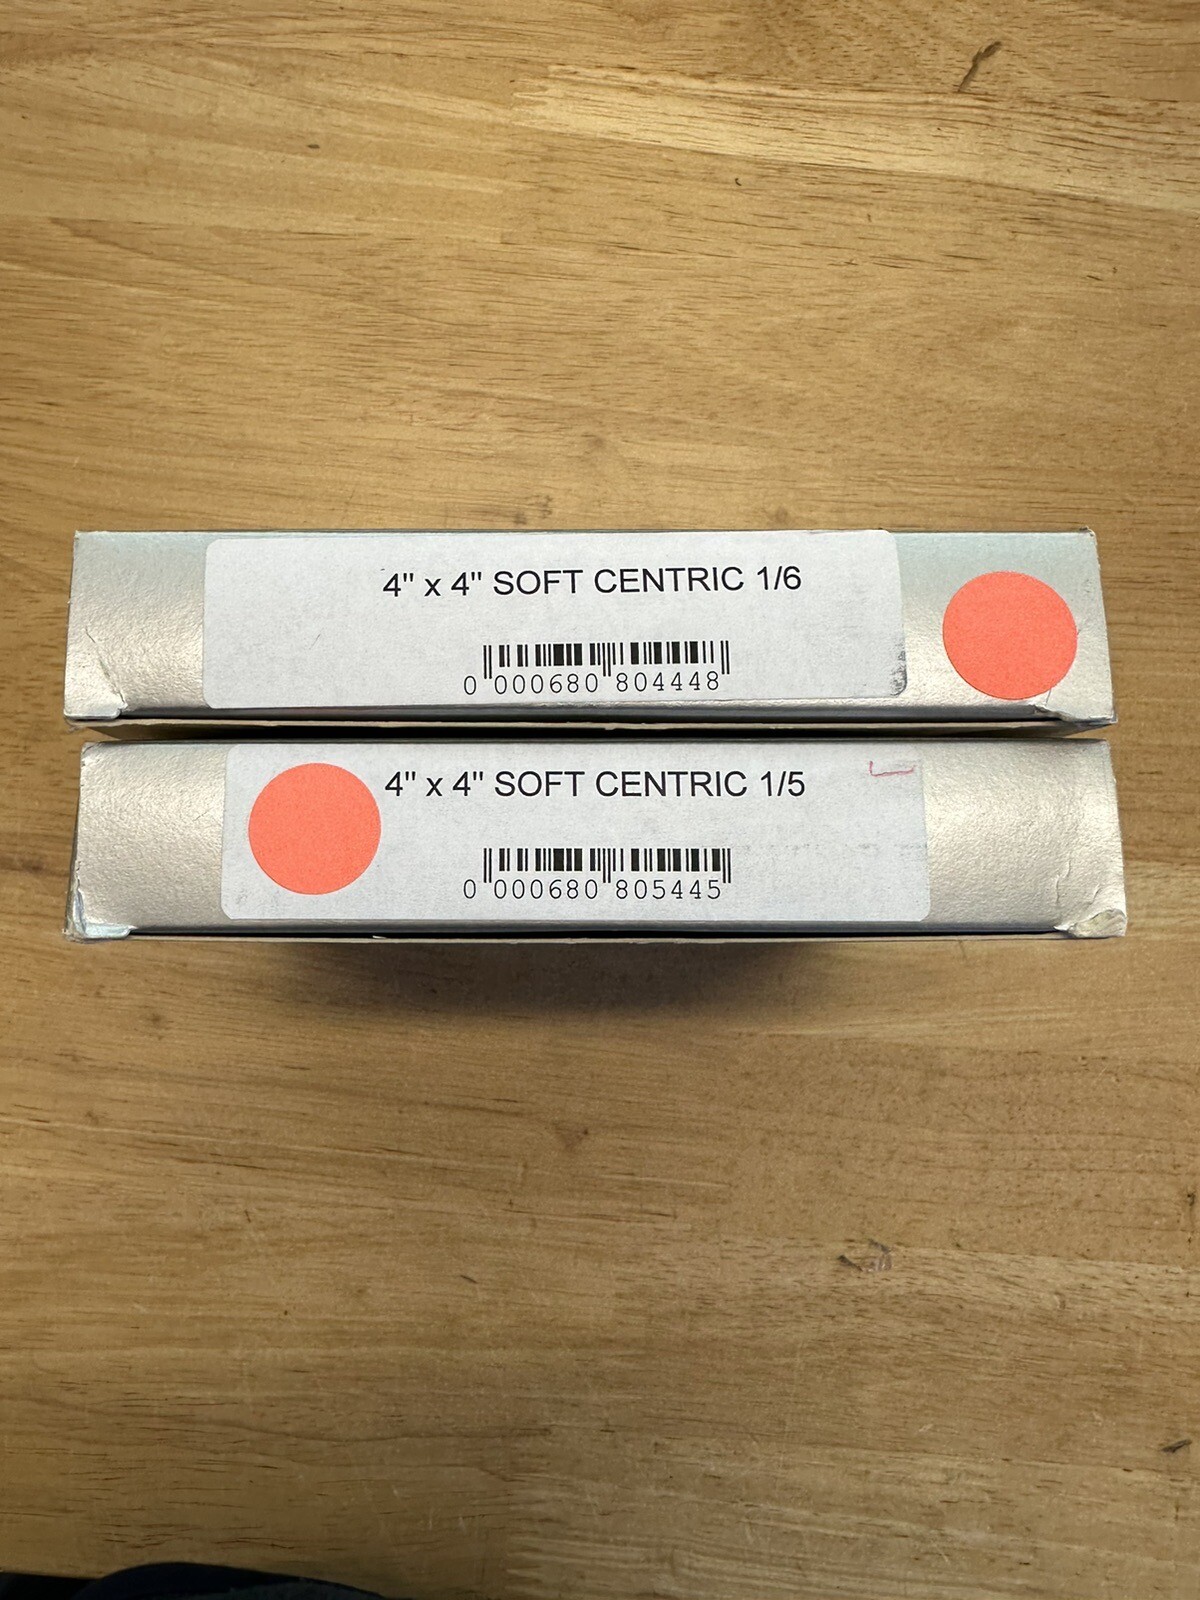 4" x 4" SOFT CENTRIC 1/6
0 000680 804448
4" x 4" SOFT CENTRIC 1/5
0 000680 805445